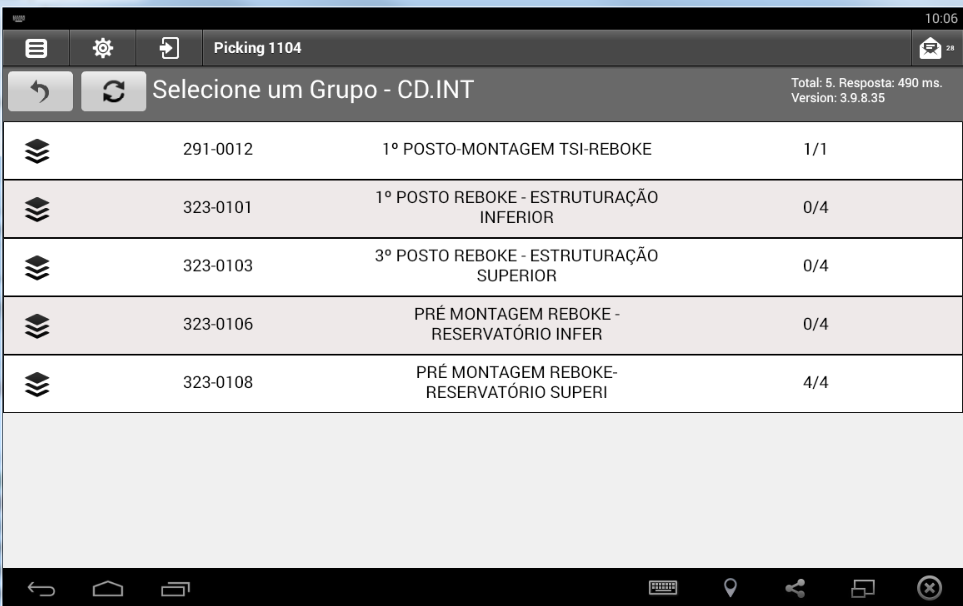 10:06
Picking 1104
28
Selecione um Grupo - CD.INT
Total: 5. Resposta: 490 ms.
Version: 3.9.8.35
291-0012 1º POSTO-MONTAGEM TSI-REBOKE 1/1
323-0101 1º POSTO REBOKE - ESTRUTURAÇÃO 0/4
INFERIOR
323-0103 3º POSTO REBOKE - ESTRUTURAÇÃO 0/4
SUPERIOR
323-0106 PRÉ MONTAGEM REBOKE - 0/4
RESERVATÓRIO INFER
323-0108 PRÉ MONTAGEM REBOKE- 4/4
RESERVATÓRIO SUPERI